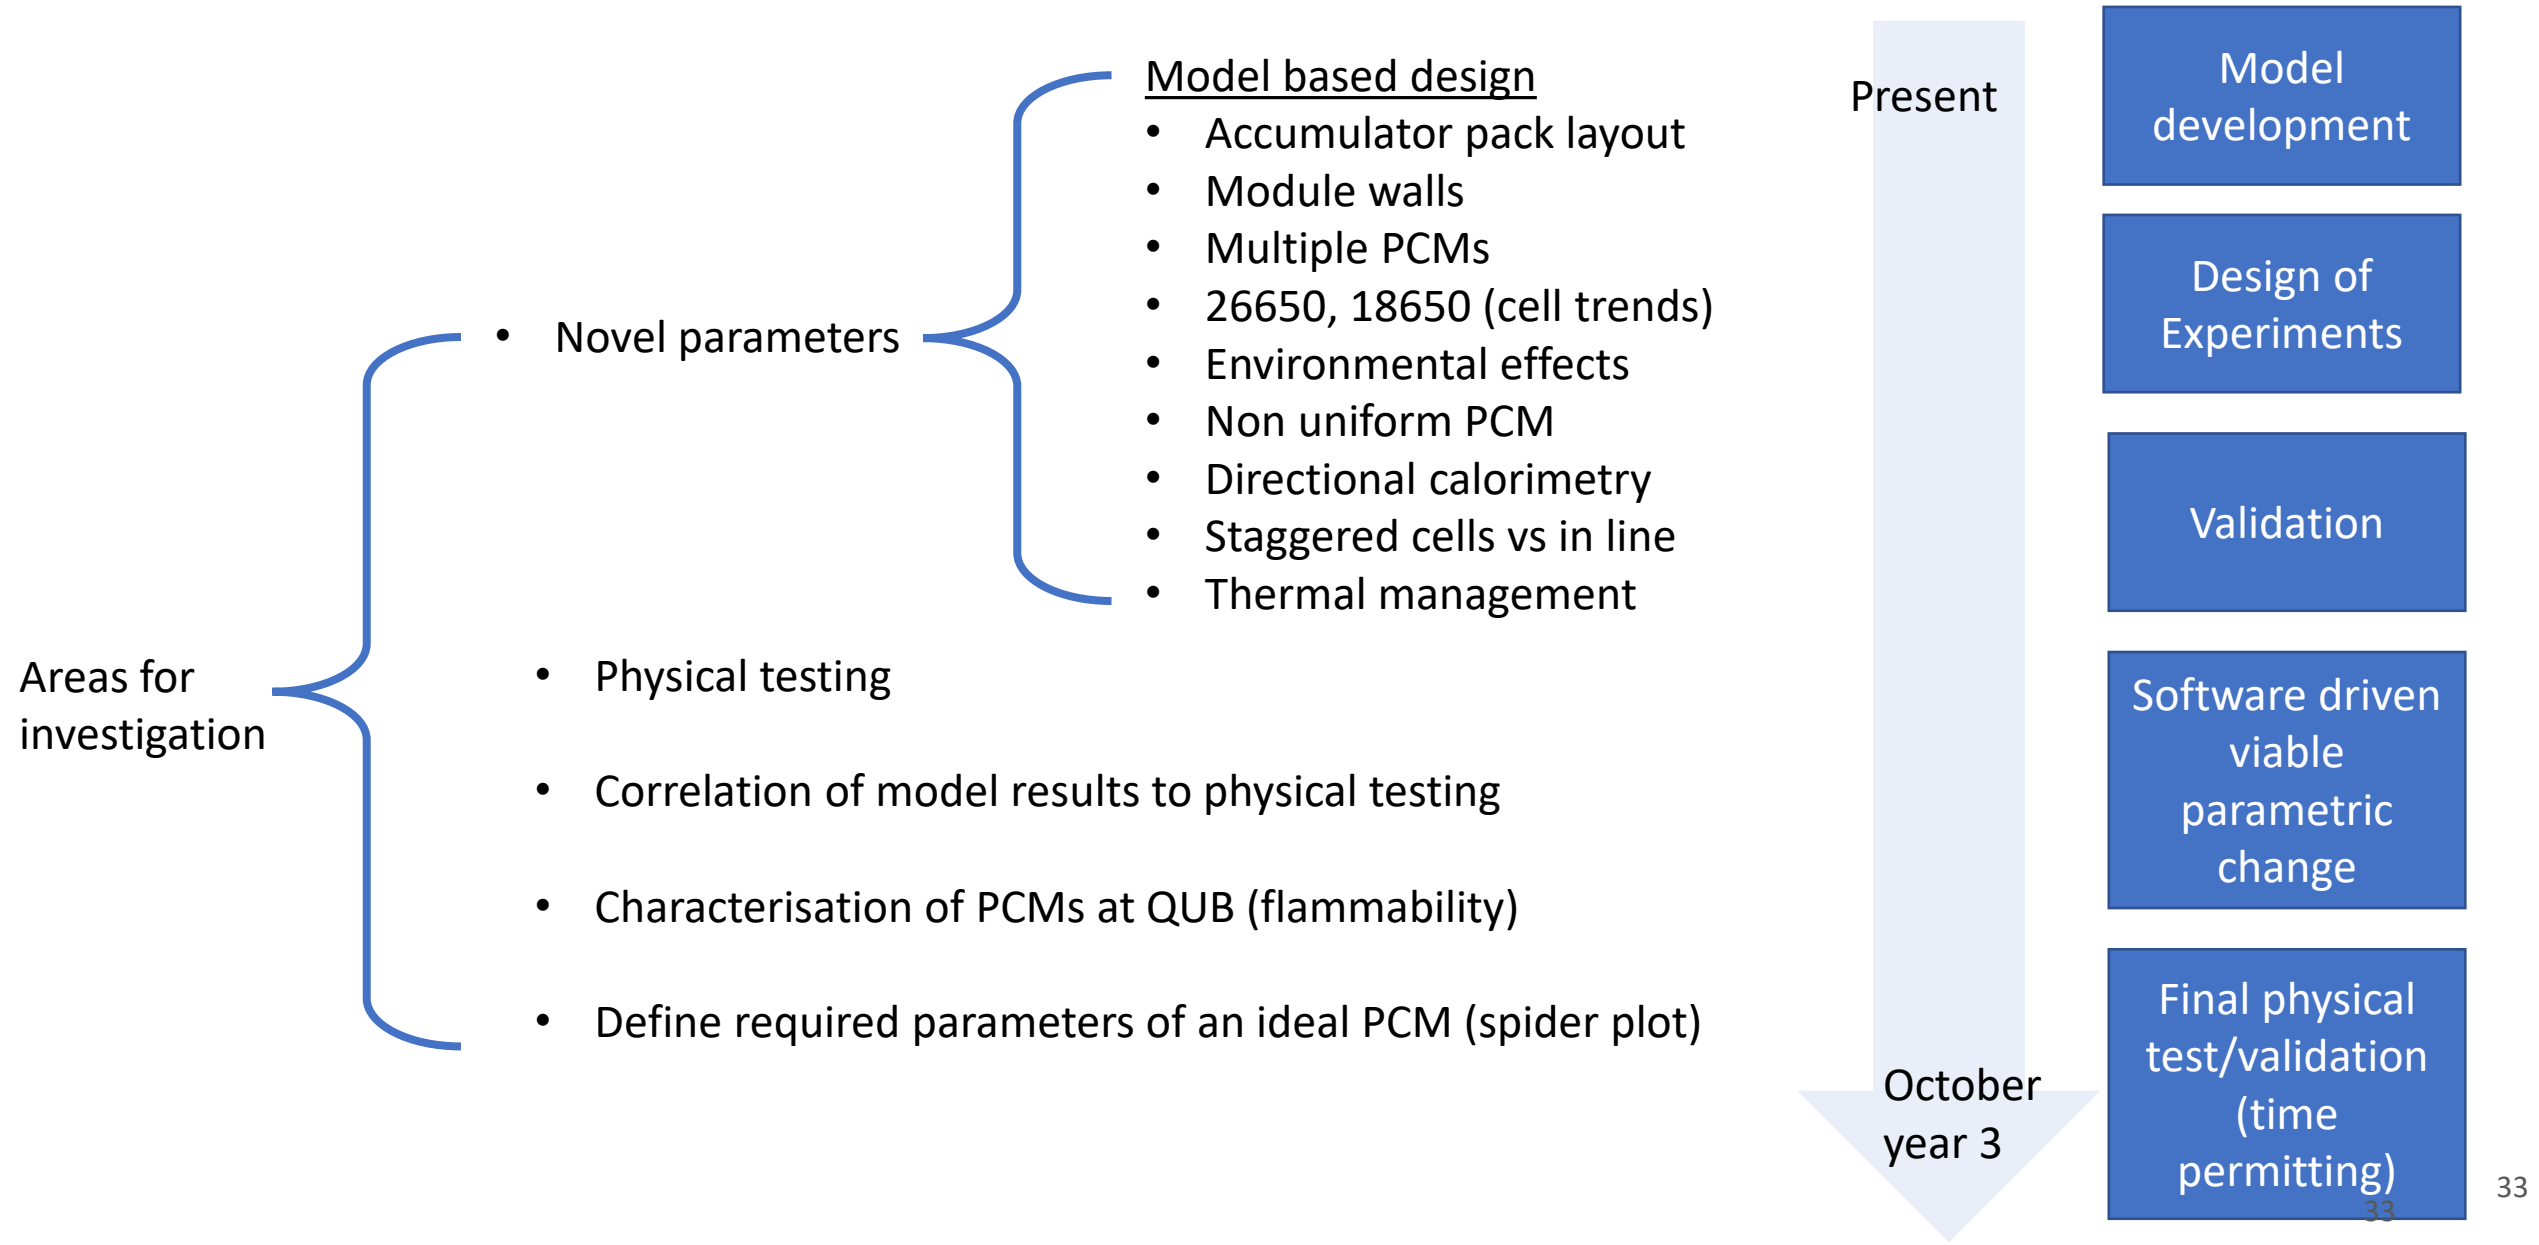 Areas for
investigation
• Novel parameters
Model based design
• Accumulator pack layout
• Module walls
• Multiple PCMs
• 26650, 18650 (cell trends)
• Environmental effects
• Non uniform PCM
• Directional calorimetry
• Staggered cells vs in line
• Thermal management
• Physical testing
• Correlation of model results to physical testing
• Characterisation of PCMs at QUB (flammability)
• Define required parameters of an ideal PCM (spider plot)
Present
October
year 3
Model
development
Design of
Experiments
Validation
Software driven
viable
parametric
change
Final physical
test/validation
(time
permitting)
33
33